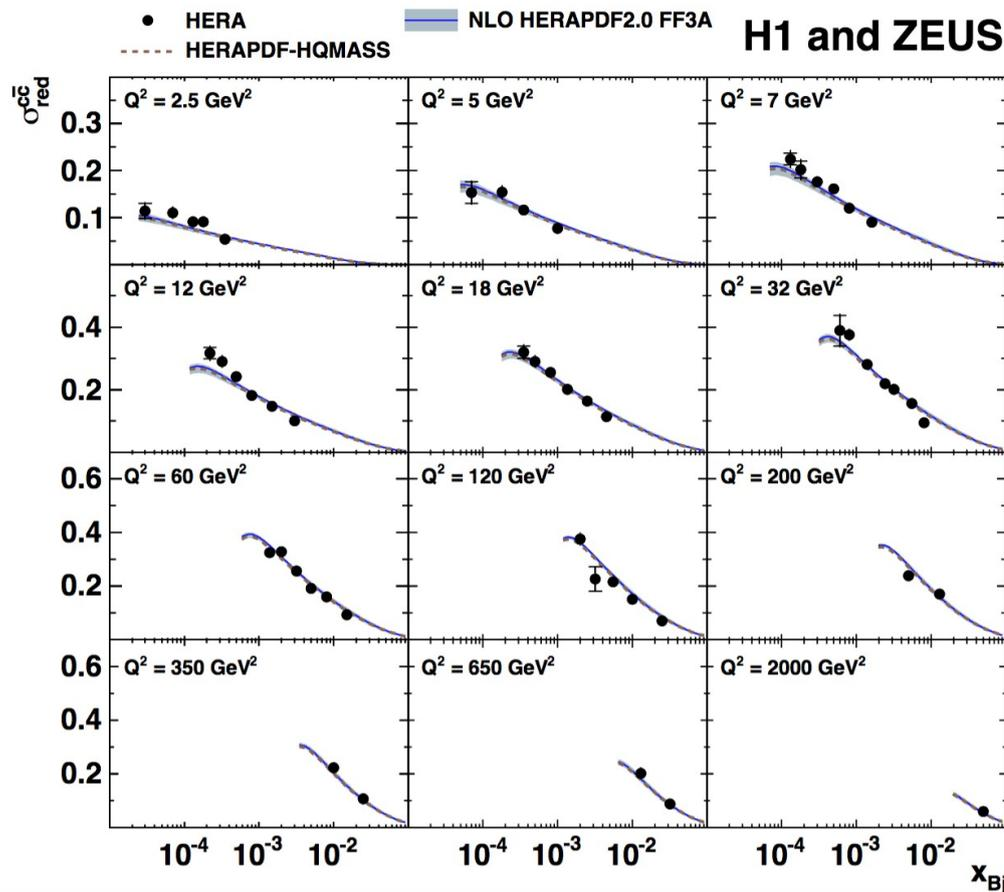 HERA
NLO HERAPDF2.0 FF3A
HERAPDF-HQMASS
H1 and ZEUS
σ_red^cc̄
Q² = 2.5 GeV²
Q² = 5 GeV²
Q² = 7 GeV²
0.3
0.2
0.1
Q² = 12 GeV²
Q² = 18 GeV²
Q² = 32 GeV²
0.4
0.2
Q² = 60 GeV²
Q² = 120 GeV²
Q² = 200 GeV²
0.6
0.4
0.2
Q² = 350 GeV²
Q² = 650 GeV²
Q² = 2000 GeV²
0.6
0.4
0.2
10⁻⁴ 10⁻³ 10⁻² 10⁻⁴ 10⁻³ 10⁻² 10⁻⁴ 10⁻³ 10⁻²
x_B